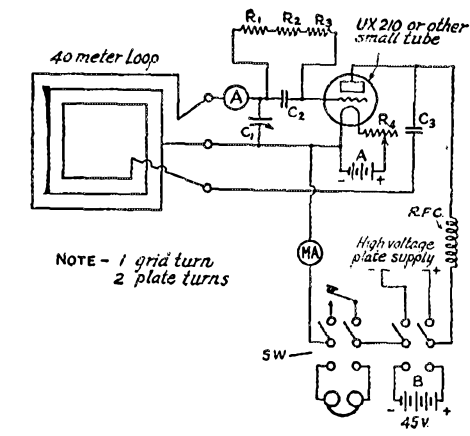 R1 R2 R3
UX 210 or other
small tube
40 meter Loop
A
C1
C2
R4
C3
- A +
R.F.C.
NOTE - 1 grid turn
2 plate turns
MA
High voltage
plate supply
- +
SW
B
- +
45 V.